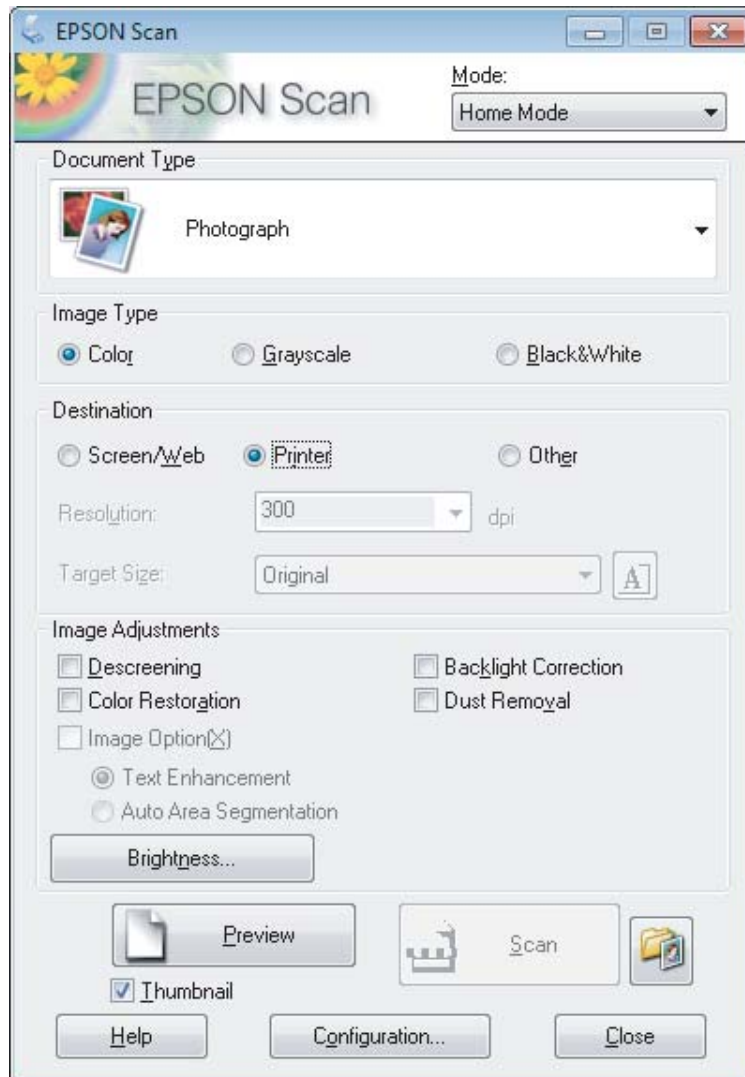 EPSON Scan
EPSON Scan
Mode:
Home Mode
Document Type
Photograph
Image Type
Color Grayscale Black&White
Destination
Screen/Web Printer Other
Resolution: 300 dpi
Target Size: Original A
Image Adjustments
Descreening Backlight Correction
Color Restoration Dust Removal
Image Option(X)
Text Enhancement
Auto Area Segmentation
Brightness...
Preview Scan
Thumbnail
Help Configuration... Close